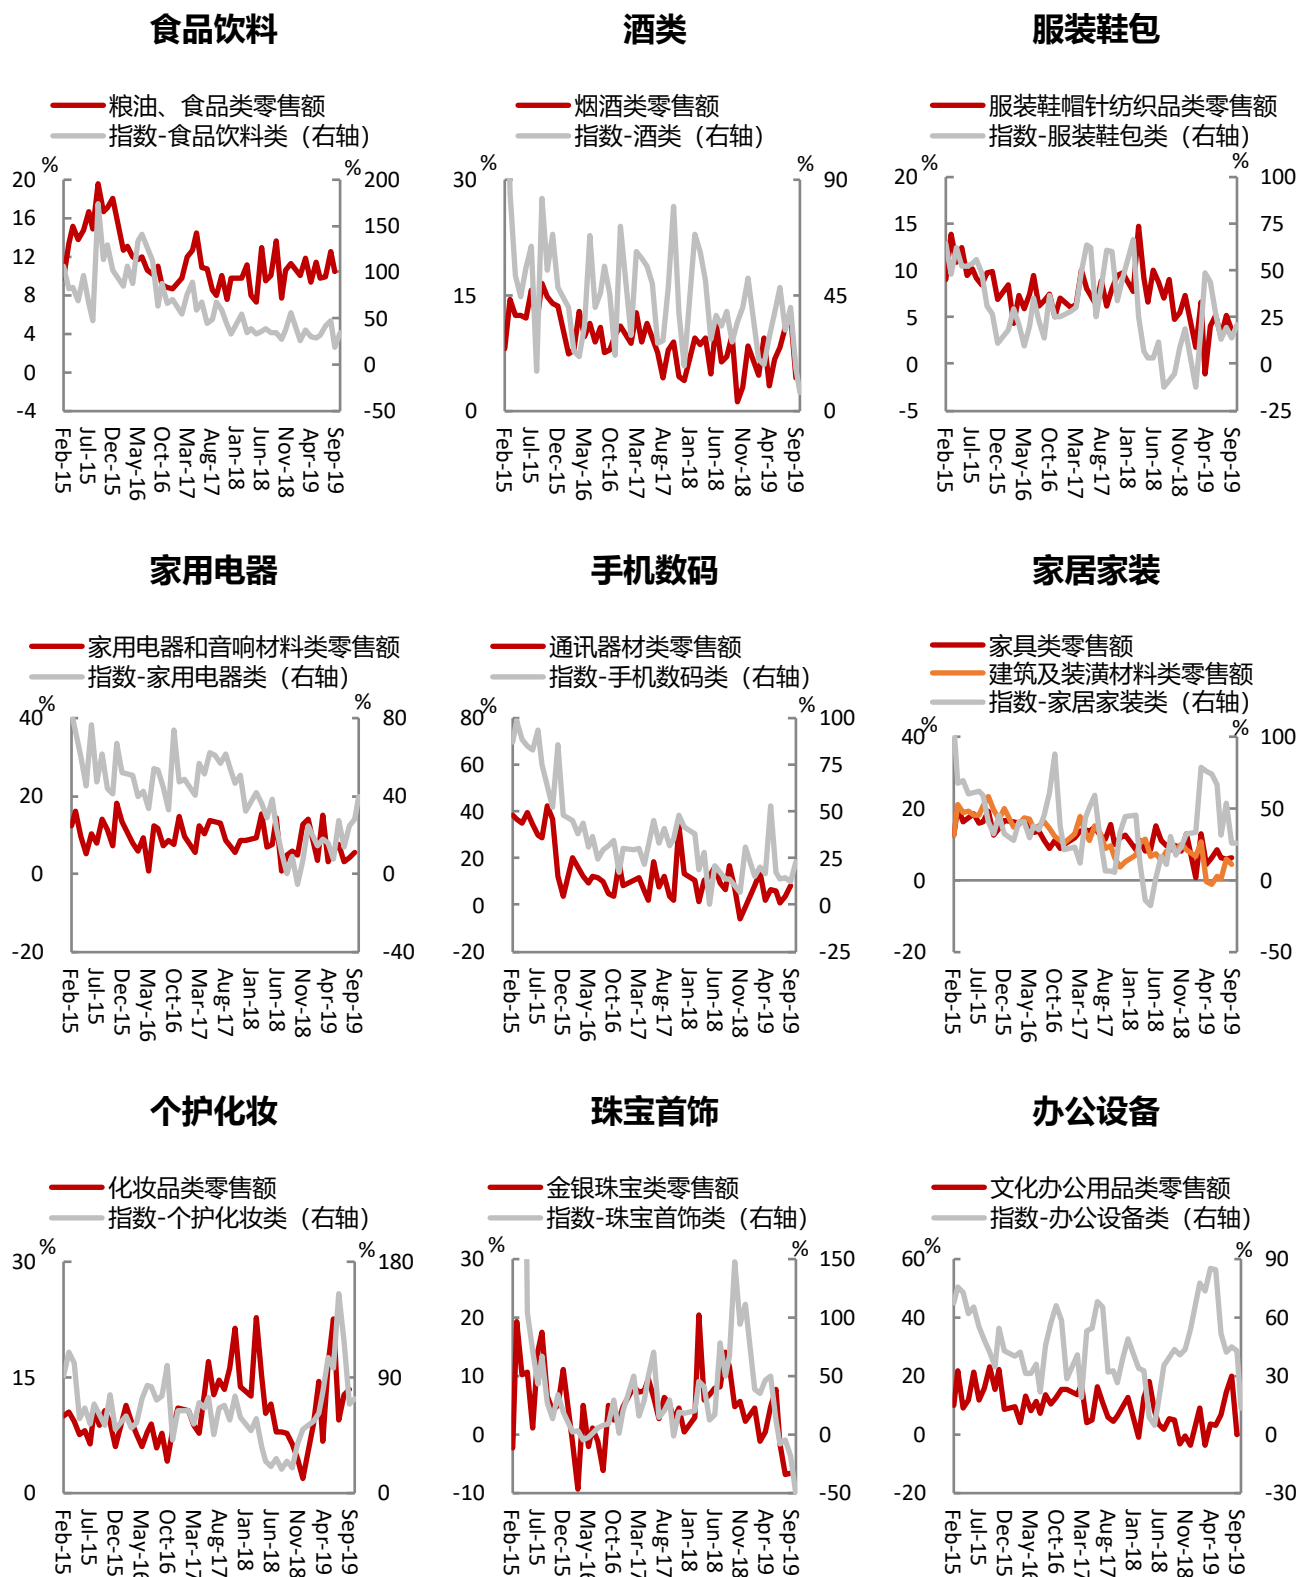 食品饮料
粮油、食品类零售额
指数-食品饮料类（右轴）
%
%
20
16
12
8
4
0
-4
200
150
100
50
0
-50
Feb-15
Jul-15
Dec-15
May-16
Oct-16
Mar-17
Aug-17
Jan-18
Jun-18
Nov-18
Apr-19
Sep-19
酒类
烟酒类零售额
指数-酒类（右轴）
%
%
30
15
0
90
45
0
Feb-15
Jul-15
Dec-15
May-16
Oct-16
Mar-17
Aug-17
Jan-18
Jun-18
Nov-18
Apr-19
Sep-19
服装鞋包
服装鞋帽针纺织品类零售额
指数-服装鞋包类（右轴）
%
%
20
15
10
5
0
-5
100
75
50
25
0
-25
Feb-15
Jul-15
Dec-15
May-16
Oct-16
Mar-17
Aug-17
Jan-18
Jun-18
Nov-18
Apr-19
Sep-19
家用电器
家用电器和音响材料类零售额
指数-家用电器类（右轴）
%
%
40
20
0
-20
80
40
0
-40
Feb-15
Jul-15
Dec-15
May-16
Oct-16
Mar-17
Aug-17
Jan-18
Jun-18
Nov-18
Apr-19
Sep-19
手机数码
通讯器材类零售额
指数-手机数码类（右轴）
%
%
80
60
40
20
0
-20
100
75
50
25
0
-25
Feb-15
Jul-15
Dec-15
May-16
Oct-16
Mar-17
Aug-17
Jan-18
Jun-18
Nov-18
Apr-19
Sep-19
家居家装
家具类零售额
建筑及装潢材料类零售额
指数-家居家装类（右轴）
%
%
40
20
0
-20
100
50
0
-50
Feb-15
Jul-15
Dec-15
May-16
Oct-16
Mar-17
Aug-17
Jan-18
Jun-18
Nov-18
Apr-19
Sep-19
个护化妆
化妆品类零售额
指数-个护化妆类（右轴）
%
%
30
15
0
180
90
0
Feb-15
Jul-15
Dec-15
May-16
Oct-16
Mar-17
Aug-17
Jan-18
Jun-18
Nov-18
Apr-19
Sep-19
珠宝首饰
金银珠宝类零售额
指数-珠宝首饰类（右轴）
%
%
30
20
10
0
-10
150
100
50
0
-50
Feb-15
Jul-15
Dec-15
May-16
Oct-16
Mar-17
Aug-17
Jan-18
Jun-18
Nov-18
Apr-19
Sep-19
办公设备
文化办公用品类零售额
指数-办公设备类（右轴）
%
%
60
40
20
0
-20
90
60
30
0
-30
Feb-15
Jul-15
Dec-15
May-16
Oct-16
Mar-17
Aug-17
Jan-18
Jun-18
Nov-18
Apr-19
Sep-19